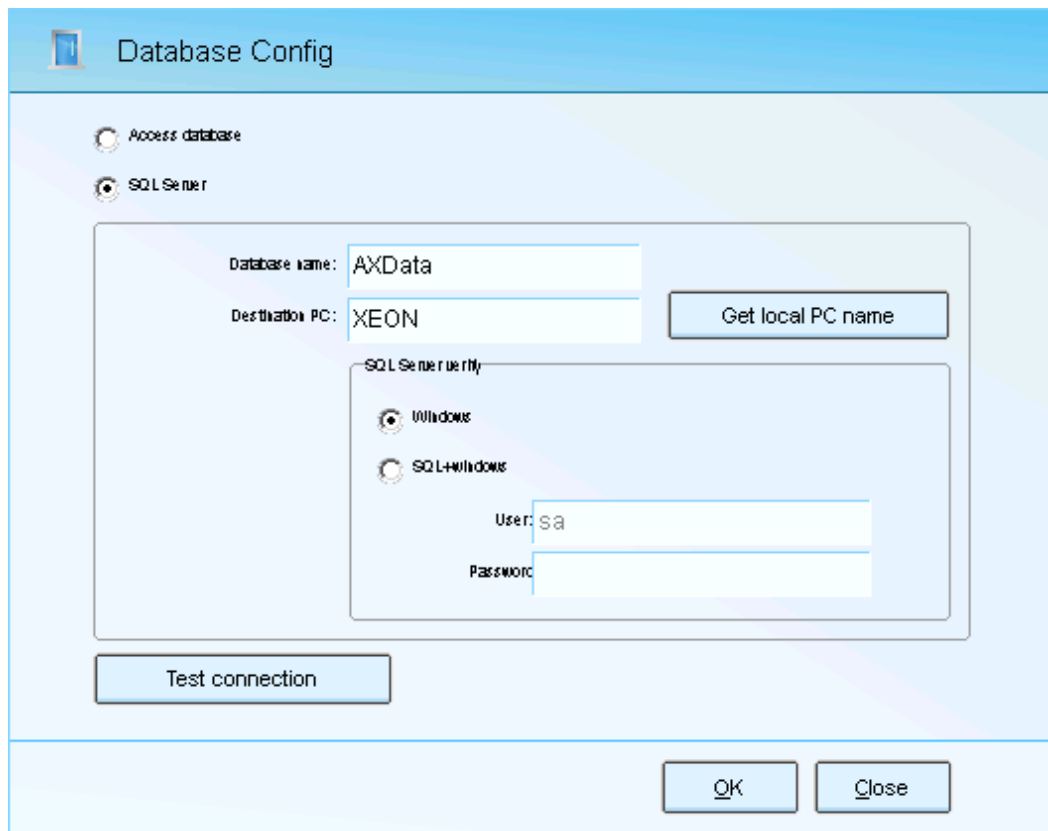 Database Config
Access database
SQL Server
Database name:
AXData
Destination PC:
XEON
Get local PC name
SQL Server verify
Windows
SQL+windows
User:
sa
Password
Test connection
OK
Close